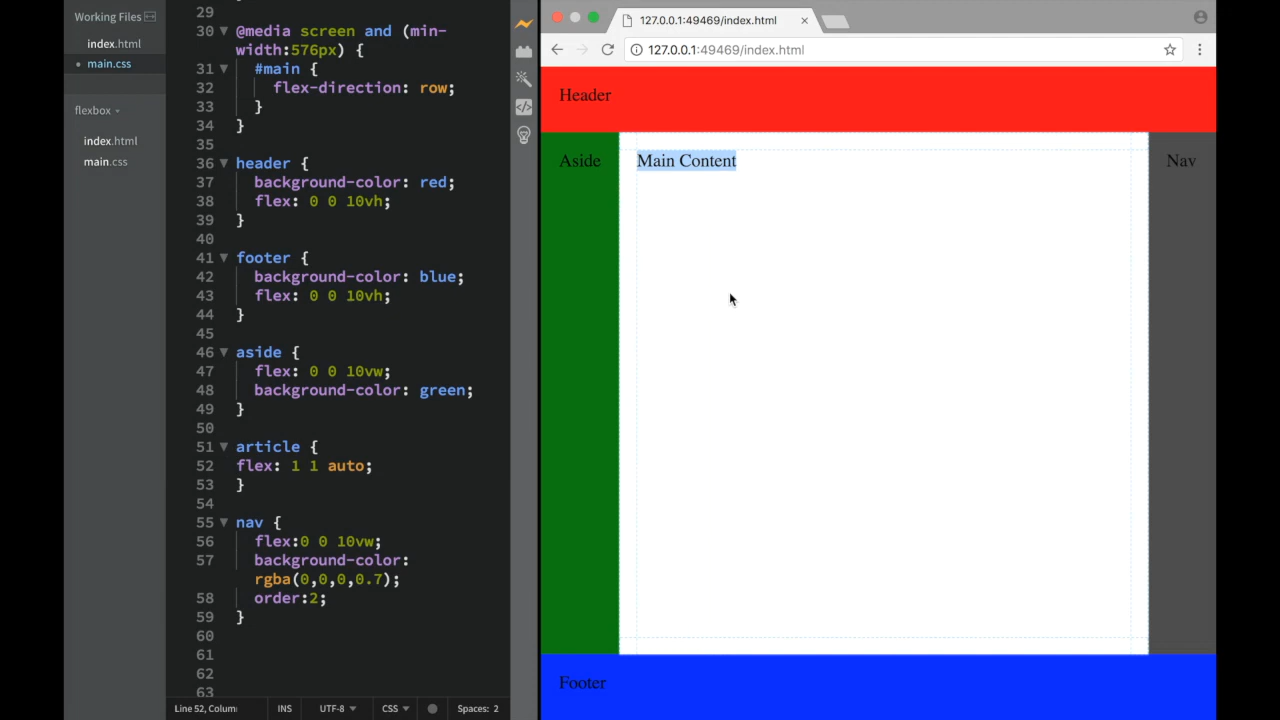 Working Files
index.html
• main.css
flexbox
index.html
main.css
29
30 @media screen and (min-
width:576px) {
31 #main {
32 flex-direction: row;
33 }
34 }
35
36 header {
37 background-color: red;
38 flex: 0 0 10vh;
39 }
40
41 footer {
42 background-color: blue;
43 flex: 0 0 10vh;
44 }
45
46 aside {
47 flex: 0 0 10vw;
48 background-color: green;
49 }
50
51 article {
52 flex: 1 1 auto;
53 }
54
55 nav {
56 flex:0 0 10vw;
57 background-color:
rgba(0,0,0,0.7);
58 order:2;
59 }
60
61
62
63
Line 52, Colum
INS
UTF-8
CSS
Spaces: 2
127.0.0.1:49469/index.html
127.0.0.1:49469/index.html
Header
Aside
Main Content
Nav
Footer